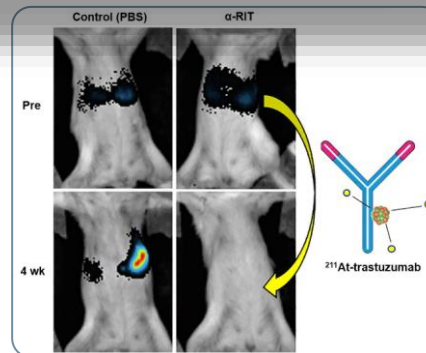 Control (PBS) α-RIT
Pre
4 wk
²¹¹At-trastuzumab